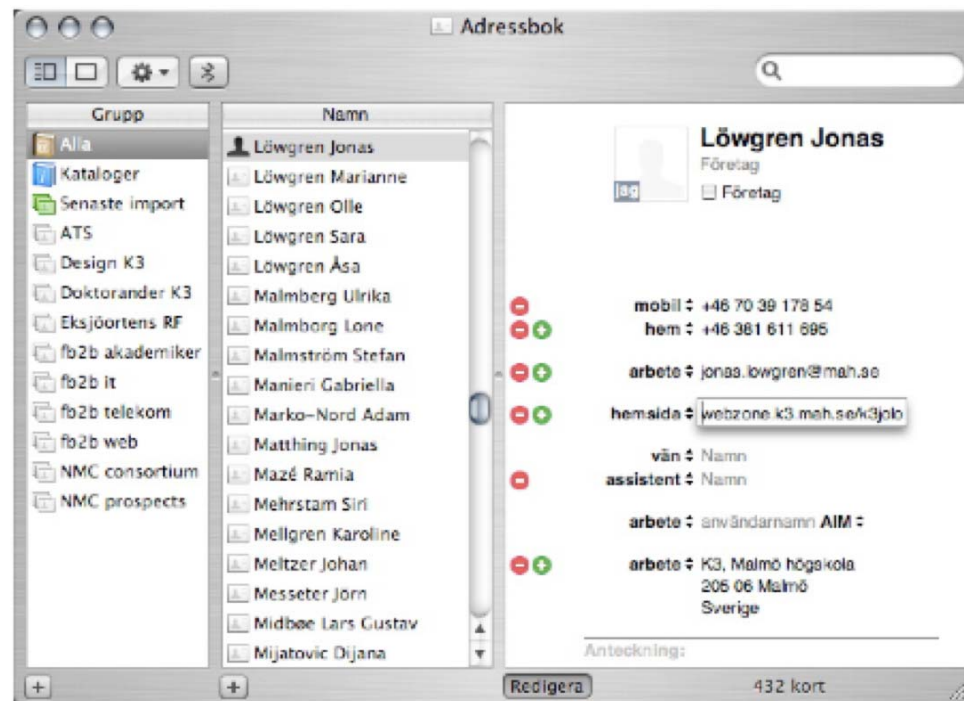 Adressbok
Grupp
Alla
Kataloger
Senaste import
ATS
Design K3
Doktorander K3
Eksjöortens RF
fb2b akademiker
fb2b it
fb2b telekom
fb2b web
NMC consortium
NMC prospects
Namn
Löwgren Jonas
Löwgren Marianne
Löwgren Olle
Löwgren Sara
Löwgren Åsa
Malmberg Ulrika
Malmborg Lone
Malmström Stefan
Manieri Gabriella
Marko-Nord Adam
Matthing Jonas
Mazé Ramia
Mehrstam Siri
Mellgren Karoline
Meltzer Johan
Messeter Jörn
Midbøe Lars Gustav
Mijatovic Dijana
Löwgren Jonas
Företag
jag
Företag
mobil +46 70 39 178 54
hem +46 381 611 695
arbete jonas.lowgren@mah.se
hemsida webzone.k3.mah.se/k3jolo
vän Namn
assistent Namn
arbete användarnamn AIM
arbete K3, Malmö högskola
205 06 Malmö
Sverige
Anteckning:
Redigera
432 kort